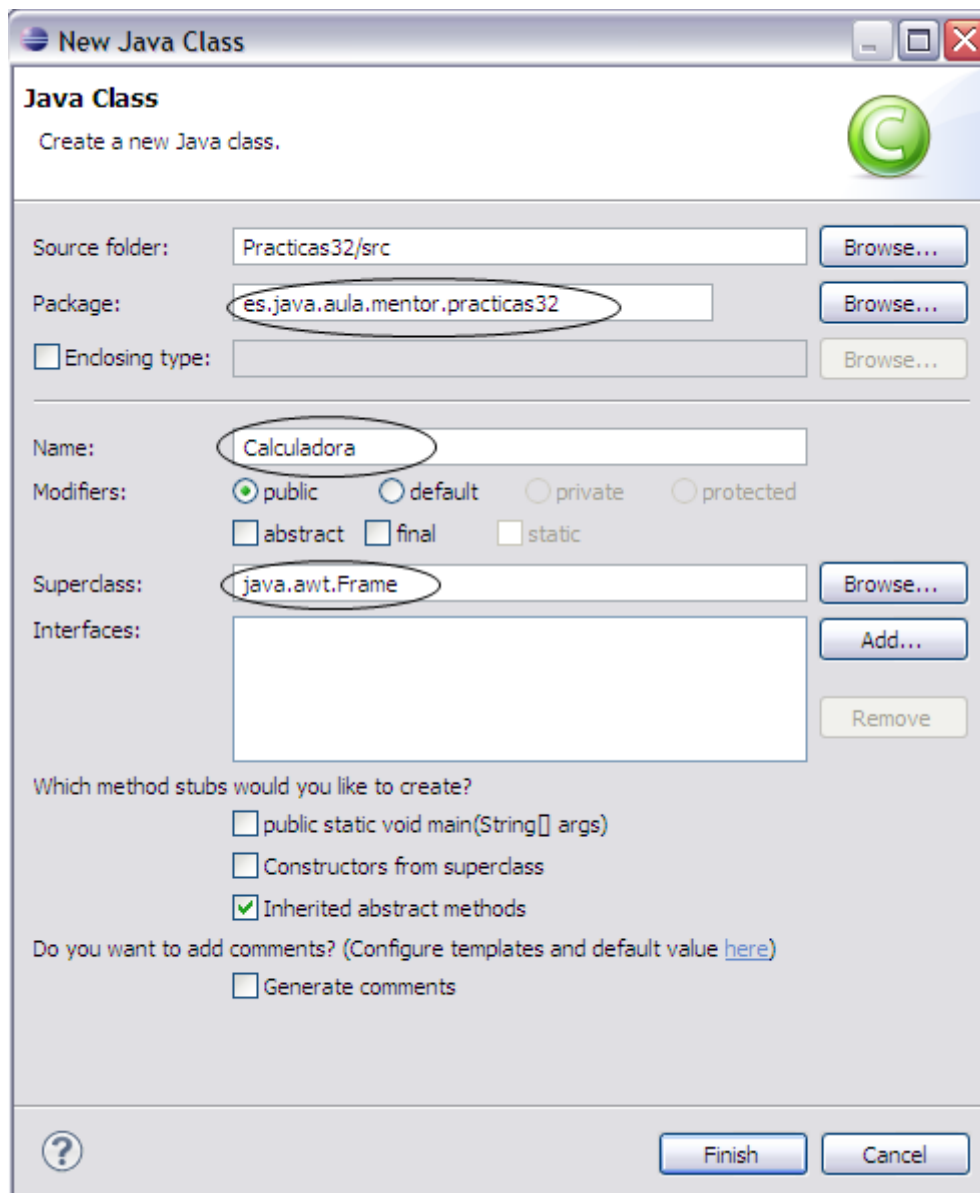 New Java Class
Java Class
Create a new Java class.
Source folder: Practicas32/src Browse...
Package: es.java.aula.mentor.practicas32 Browse...
Enclosing type: Browse...
Name: Calculadora
Modifiers: public default private protected
abstract final static
Superclass: java.awt.Frame Browse...
Interfaces: Add...
Remove
Which method stubs would you like to create?
public static void main(String[] args)
Constructors from superclass
Inherited abstract methods
Do you want to add comments? (Configure templates and default value here)
Generate comments
Finish Cancel